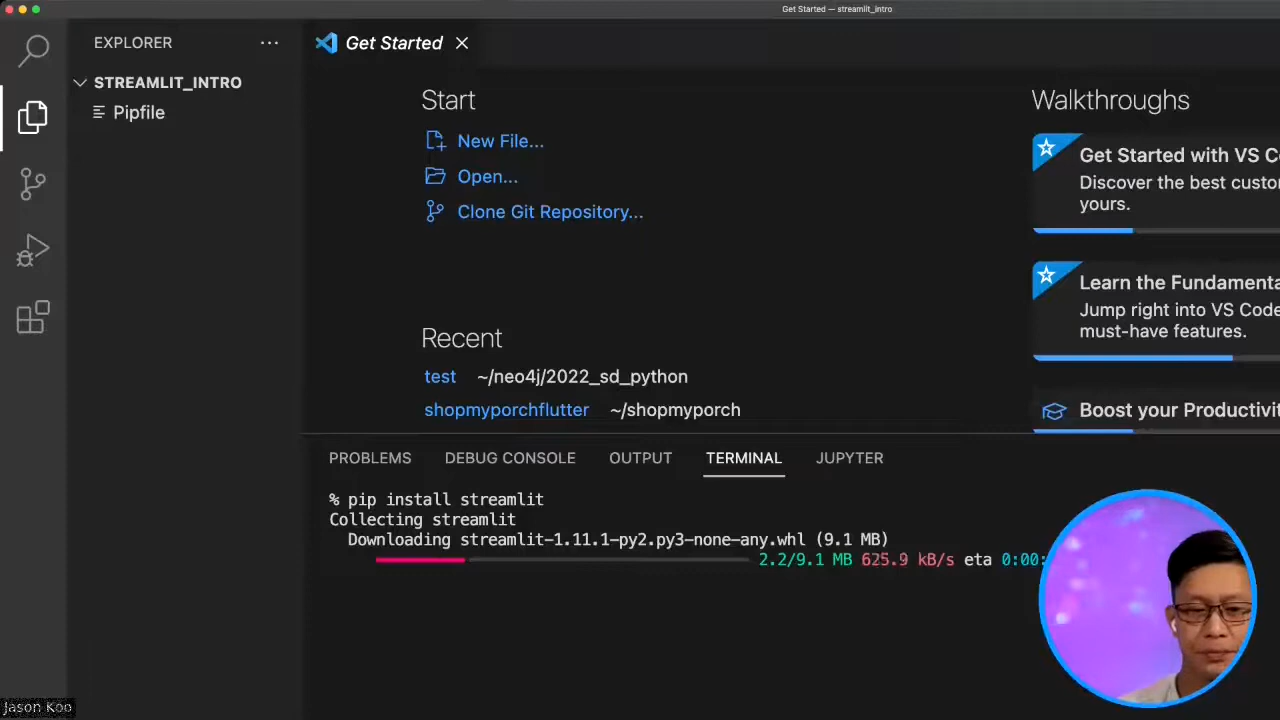 Get Started — streamlit_intro
EXPLORER
Get Started
STREAMLIT_INTRO
Pipfile
Start
New File...
Open...
Clone Git Repository...
Recent
test ~/neo4j/2022_sd_python
shopmyporchflutter ~/shopmyporch
Walkthroughs
Get Started with VS Co
Discover the best custo
yours.
Learn the Fundamenta
Jump right into VS Code
must-have features.
Boost your Productivit
PROBLEMS DEBUG CONSOLE OUTPUT TERMINAL JUPYTER
% pip install streamlit
Collecting streamlit
Downloading streamlit-1.11.1-py2.py3-none-any.whl (9.1 MB)
2.2/9.1 MB 625.9 kB/s eta 0:00:
Jason Koo